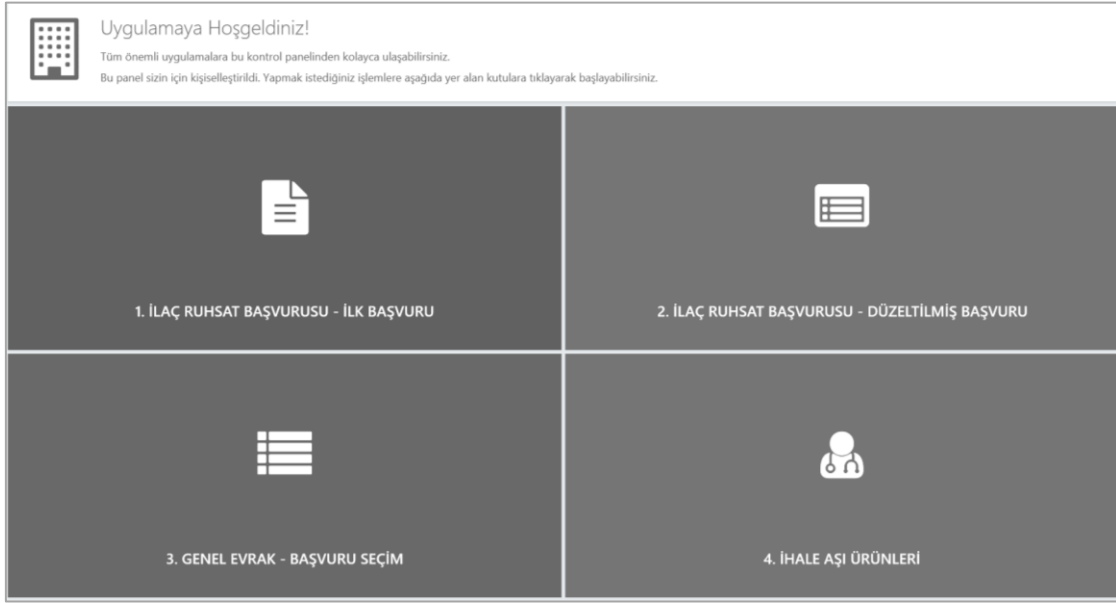 Uygulamaya Hoşgeldiniz!
Tüm önemli uygulamalara bu kontrol panelinden kolayca ulaşabilirsiniz.
Bu panel sizin için kişiselleştirildi. Yapmak istediğiniz işlemlere aşağıda yer alan kutulara tıklayarak başlayabilirsiniz.
1. İLAÇ RUHSAT BAŞVURUSU - İLK BAŞVURU
2. İLAÇ RUHSAT BAŞVURUSU - DÜZELTİLMİŞ BAŞVURU
3. GENEL EVRAK - BAŞVURU SEÇİM
4. İHALE AŞI ÜRÜNLERİ